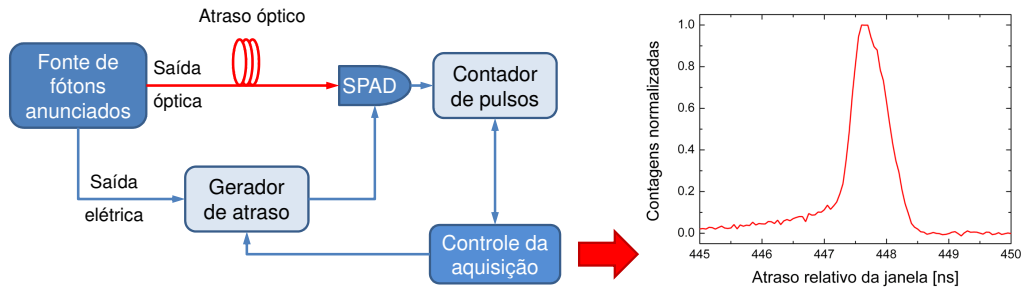 Atraso óptico
Fonte de
fótons
anunciados
Saída
óptica
SPAD
Contador
de pulsos
Saída
elétrica
Gerador
de atraso
Controle da
aquisição
Contagens normalizadas
1.0
0.8
0.6
0.4
0.2
0.0
445 446 447 448 449 450
Atraso relativo da janela [ns]